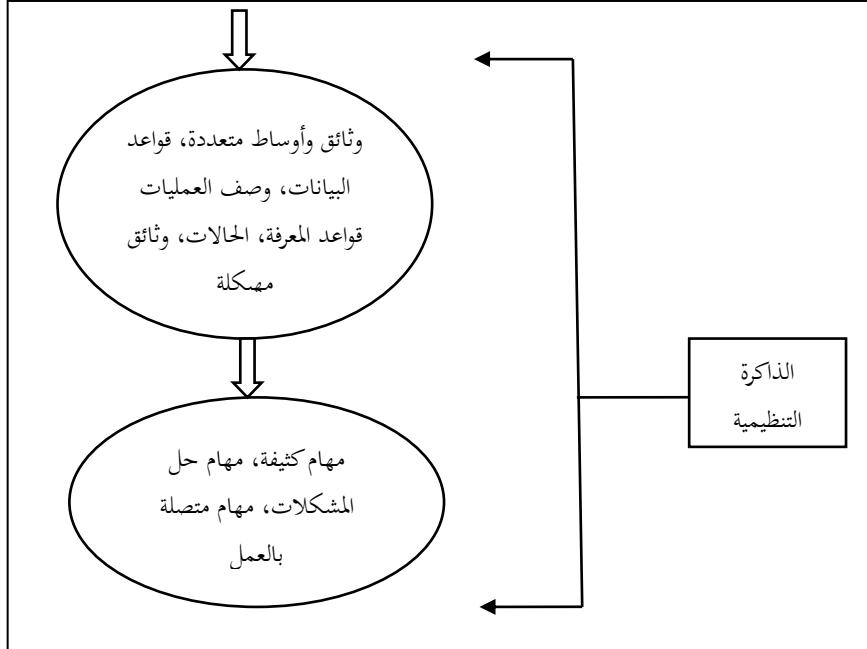 وثائق وأوساط متعددة، قواعد
البيانات، وصف العمليات
قواعد المعرفة، الحالات، وثائق
مهيكلة
الذاكرة
التنظيمية
مهام كثيفة، مهام حل
المشكلات، مهام متصلة
بالعمل